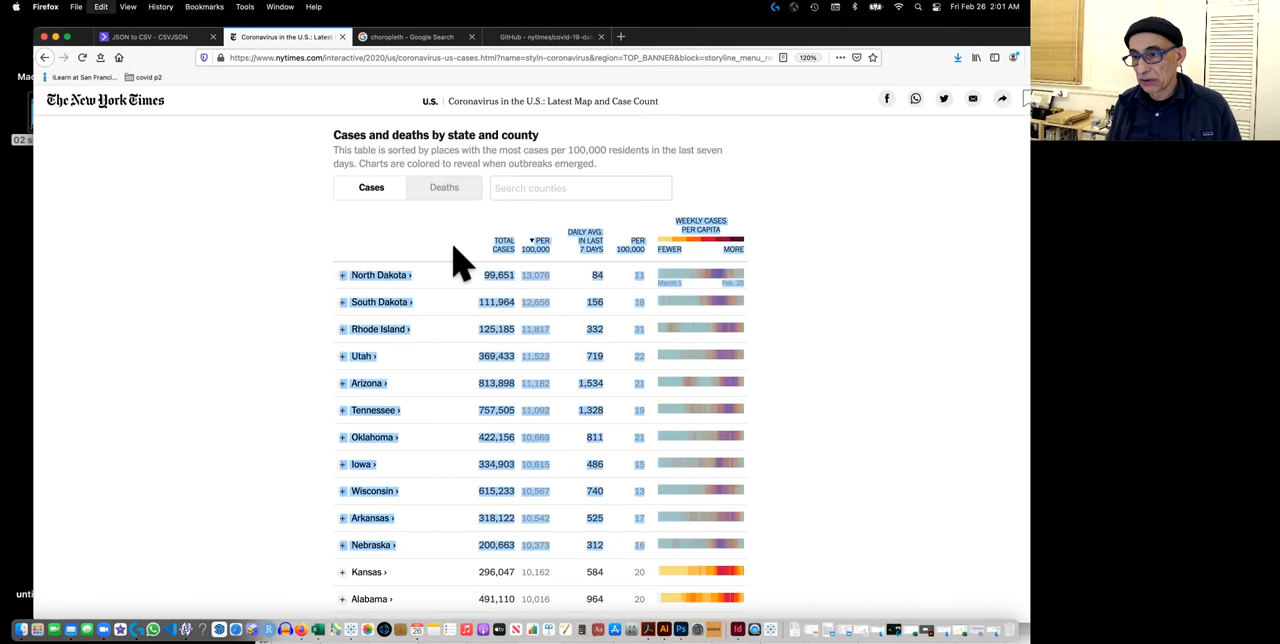 Firefox File Edit View History Bookmarks Tools Window Help Fri Feb 26 2:01 AM
JSON to CSV – CSVJSON Coronavirus in the U.S.: Latest choropleth - Google Search GitHub - nytimes/covid-19-da
https://www.nytimes.com/interactive/2020/us/coronavirus-us-cases.html?name=styln-coronavirus&region=TOP_BANNER&block=storyline_menu_re 120%
iLearn at San Franci... covid p2
The New York Times U.S. Coronavirus in the U.S.: Latest Map and Case Count
Cases and deaths by state and county
This table is sorted by places with the most cases per 100,000 residents in the last seven
days. Charts are colored to reveal when outbreaks emerged.
Cases Deaths Search counties
TOTAL CASES ▼ PER 100,000 DAILY AVG. IN LAST 7 DAYS PER 100,000 WEEKLY CASES PER CAPITA
FEWER MORE
+ North Dakota › 99,651 13,076 84 11
March 1 Feb. 25
+ South Dakota › 111,964 12,656 156 18
+ Rhode Island › 125,185 11,817 332 31
+ Utah › 369,433 11,523 719 22
+ Arizona › 813,898 11,182 1,534 21
+ Tennessee › 757,505 11,092 1,328 19
+ Oklahoma › 422,156 10,669 811 21
+ Iowa › 334,903 10,615 486 15
+ Wisconsin › 615,233 10,567 740 13
+ Arkansas › 318,122 10,542 525 17
+ Nebraska › 200,663 10,373 312 16
+ Kansas › 296,047 10,162 584 20
+ Alabama › 491,110 10,016 964 20